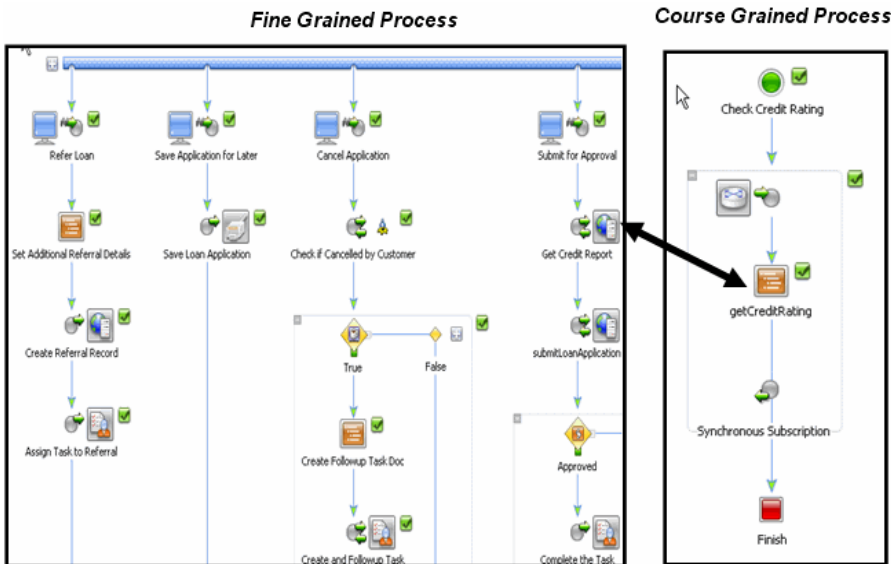 Fine Grained Process
Course Grained Process
Refer Loan
Save Application for Later
Cancel Application
Submit for Approval
Set Additional Referral Details
Save Loan Application
Check if Cancelled by Customer
Get Credit Report
Create Referral Record
True
False
submitLoanApplication
Assign Task to Referral
Create Followup Task Doc
Approved
Create and Followup Task
Complete the Task
Check Credit Rating
getCreditRating
Synchronous Subscription
Finish